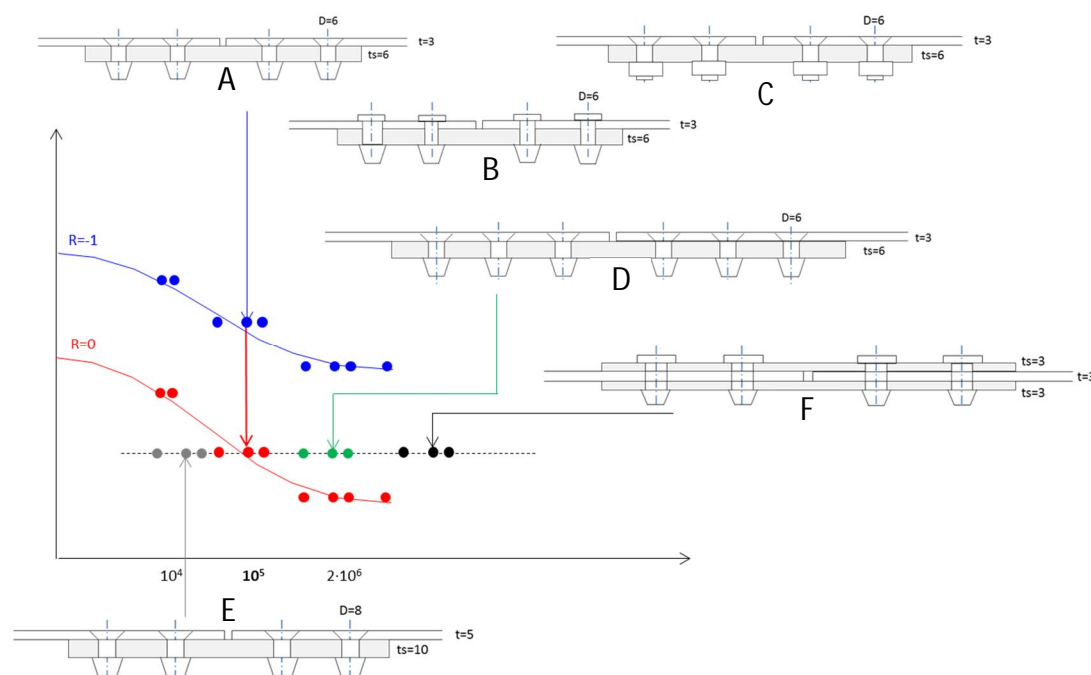 D=6
t=3
ts=6
A
D=6
t=3
ts=6
C
D=6
t=3
ts=6
B
D=6
t=3
ts=6
D
R=-1
R=0
ts=3
t=3
ts=3
F
10⁴
10⁵
2·10⁶
E
D=8
t=5
ts=10